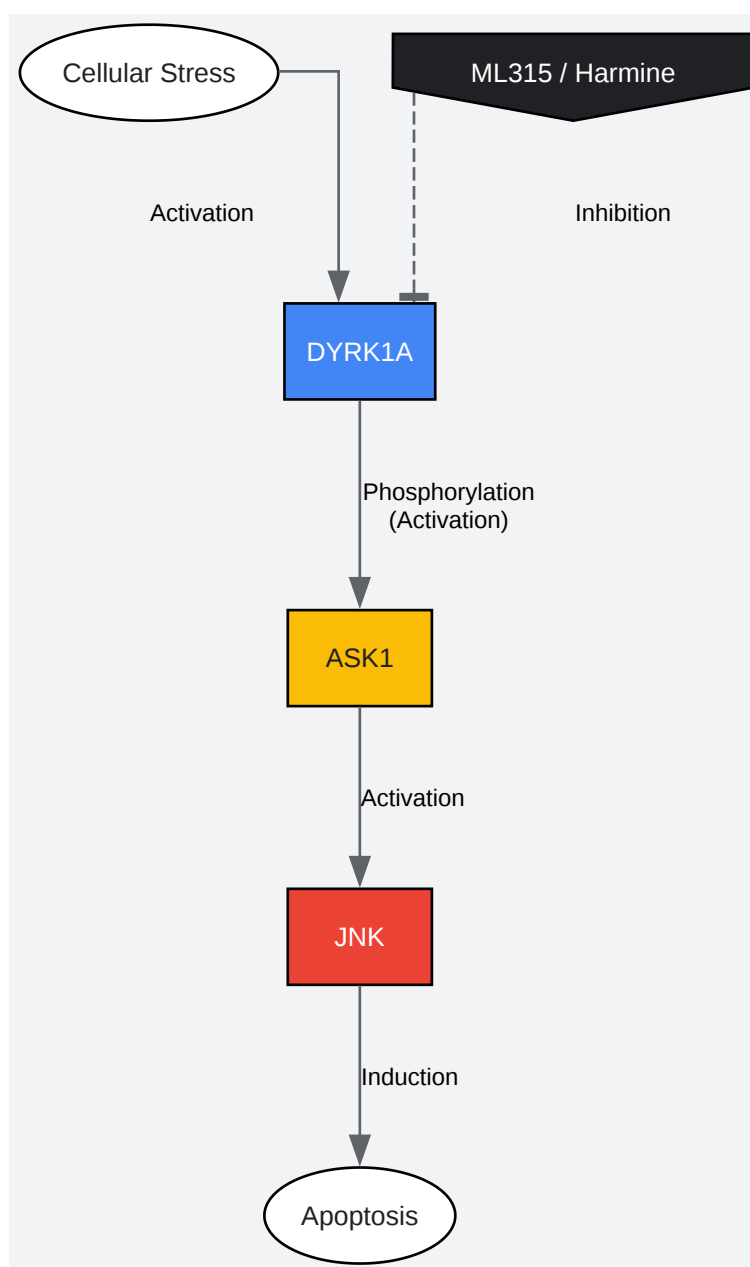 Cellular Stress
ML315 / Harmine
Activation
Inhibition
DYRK1A
Phosphorylation
(Activation)
ASK1
Activation
JNK
Induction
Apoptosis